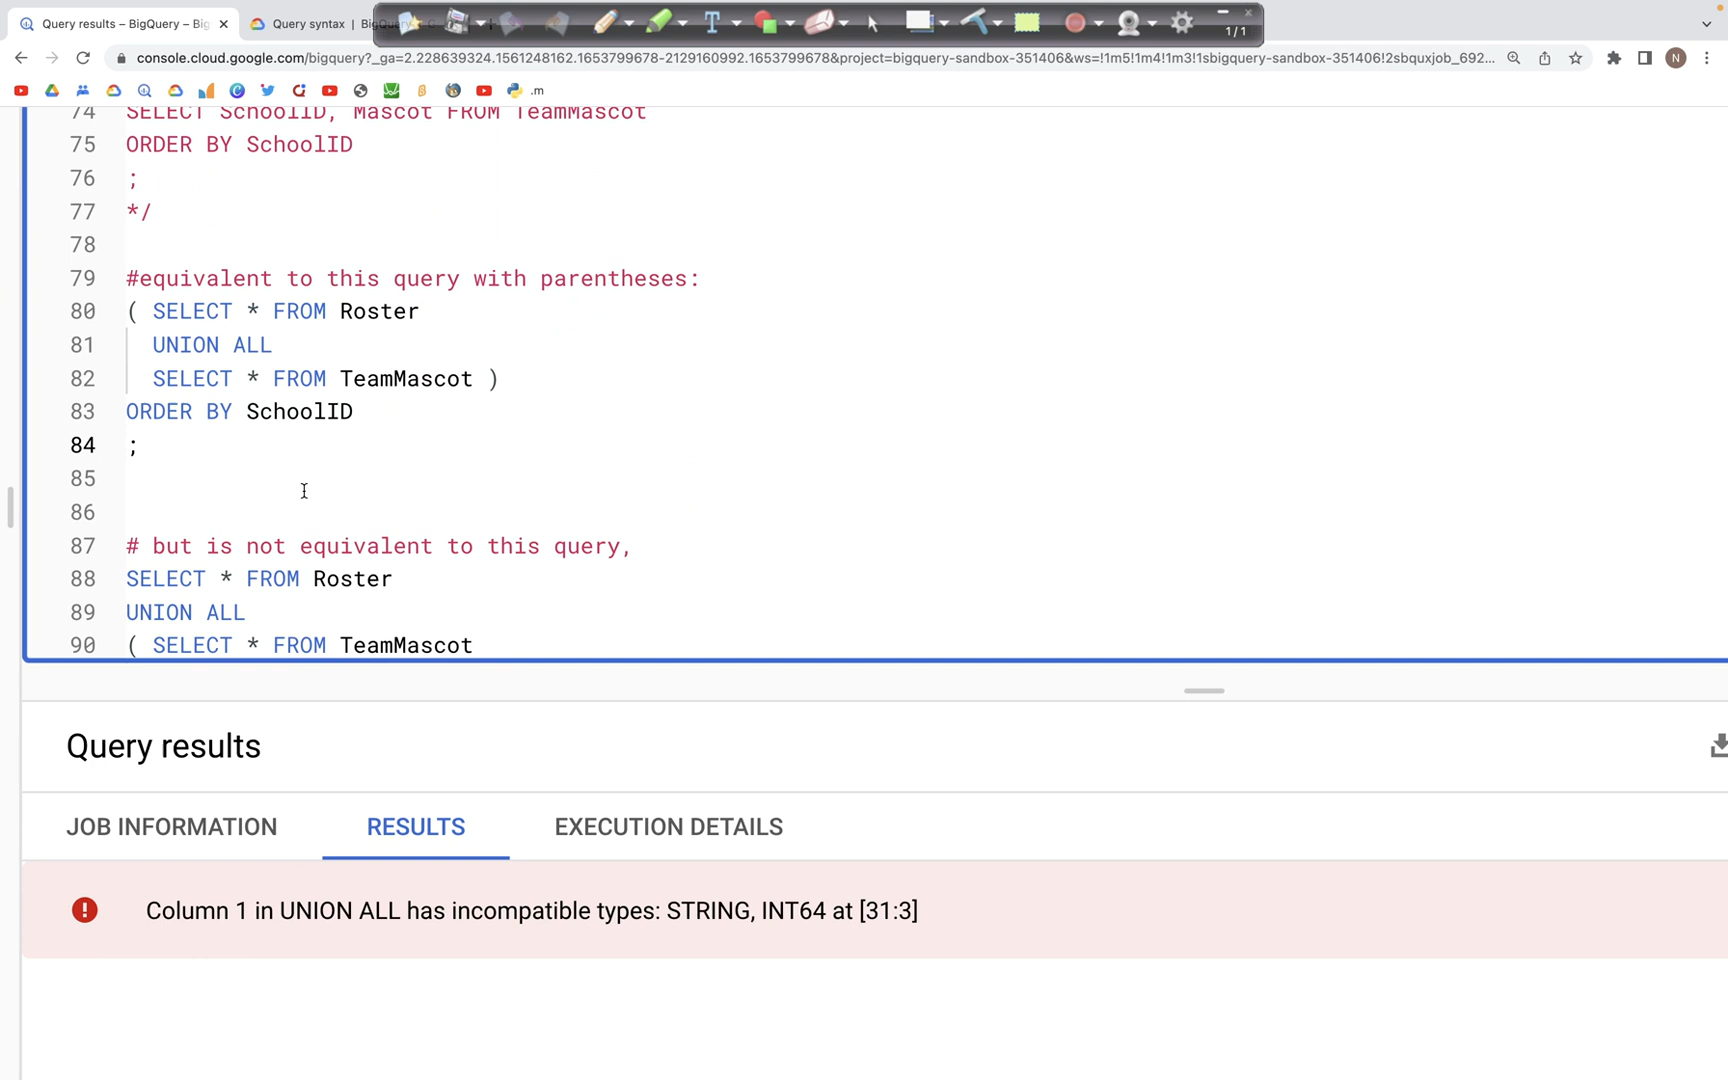 Query results – BigQuery – Big
Query syntax | BigQuery
1/1
console.cloud.google.com/bigquery?_ga=2.228639324.1561248162.1653799678-2129160992.1653799678&project=bigquery-sandbox-351406&ws=!1m5!1m4!1m3!1sbigquery-sandbox-351406!2sbquxjob_692...
N
.m
74 SELECT SchoolID, Mascot FROM TeamMascot
75 ORDER BY SchoolID
76 ;
77 */
78
79 #equivalent to this query with parentheses:
80 ( SELECT * FROM Roster
81 UNION ALL
82 SELECT * FROM TeamMascot )
83 ORDER BY SchoolID
84 ;
85
86
87 # but is not equivalent to this query,
88 SELECT * FROM Roster
89 UNION ALL
90 ( SELECT * FROM TeamMascot
Query results
JOB INFORMATION
RESULTS
EXECUTION DETAILS
Column 1 in UNION ALL has incompatible types: STRING, INT64 at [31:3]